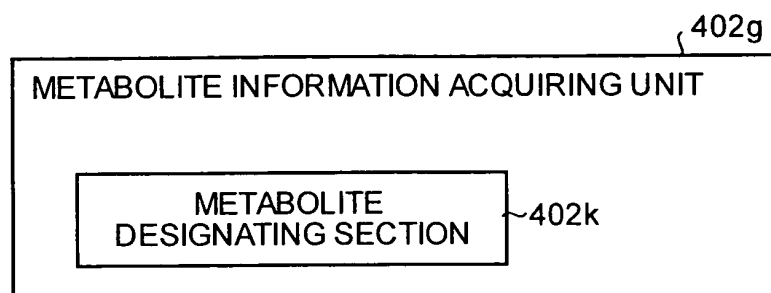 402g
METABOLITE INFORMATION ACQUIRING UNIT
METABOLITE
DESIGNATING SECTION
402k